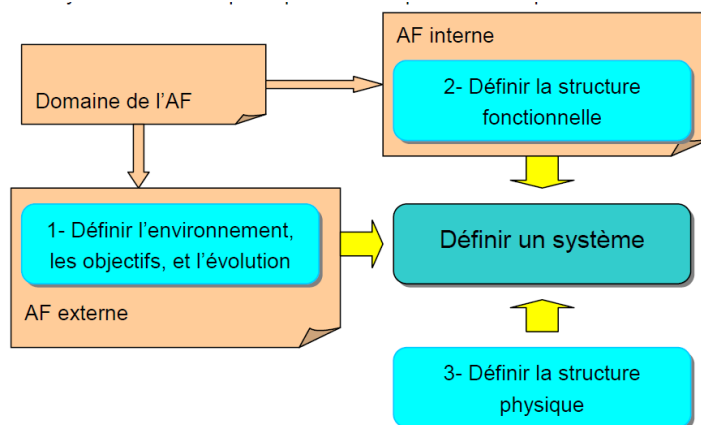 AF interne
2- Définir la structure
fonctionnelle
Domaine de l'AF
1- Définir l'environnement,
les objectifs, et l'évolution
AF externe
Définir un système
3- Définir la structure
physique